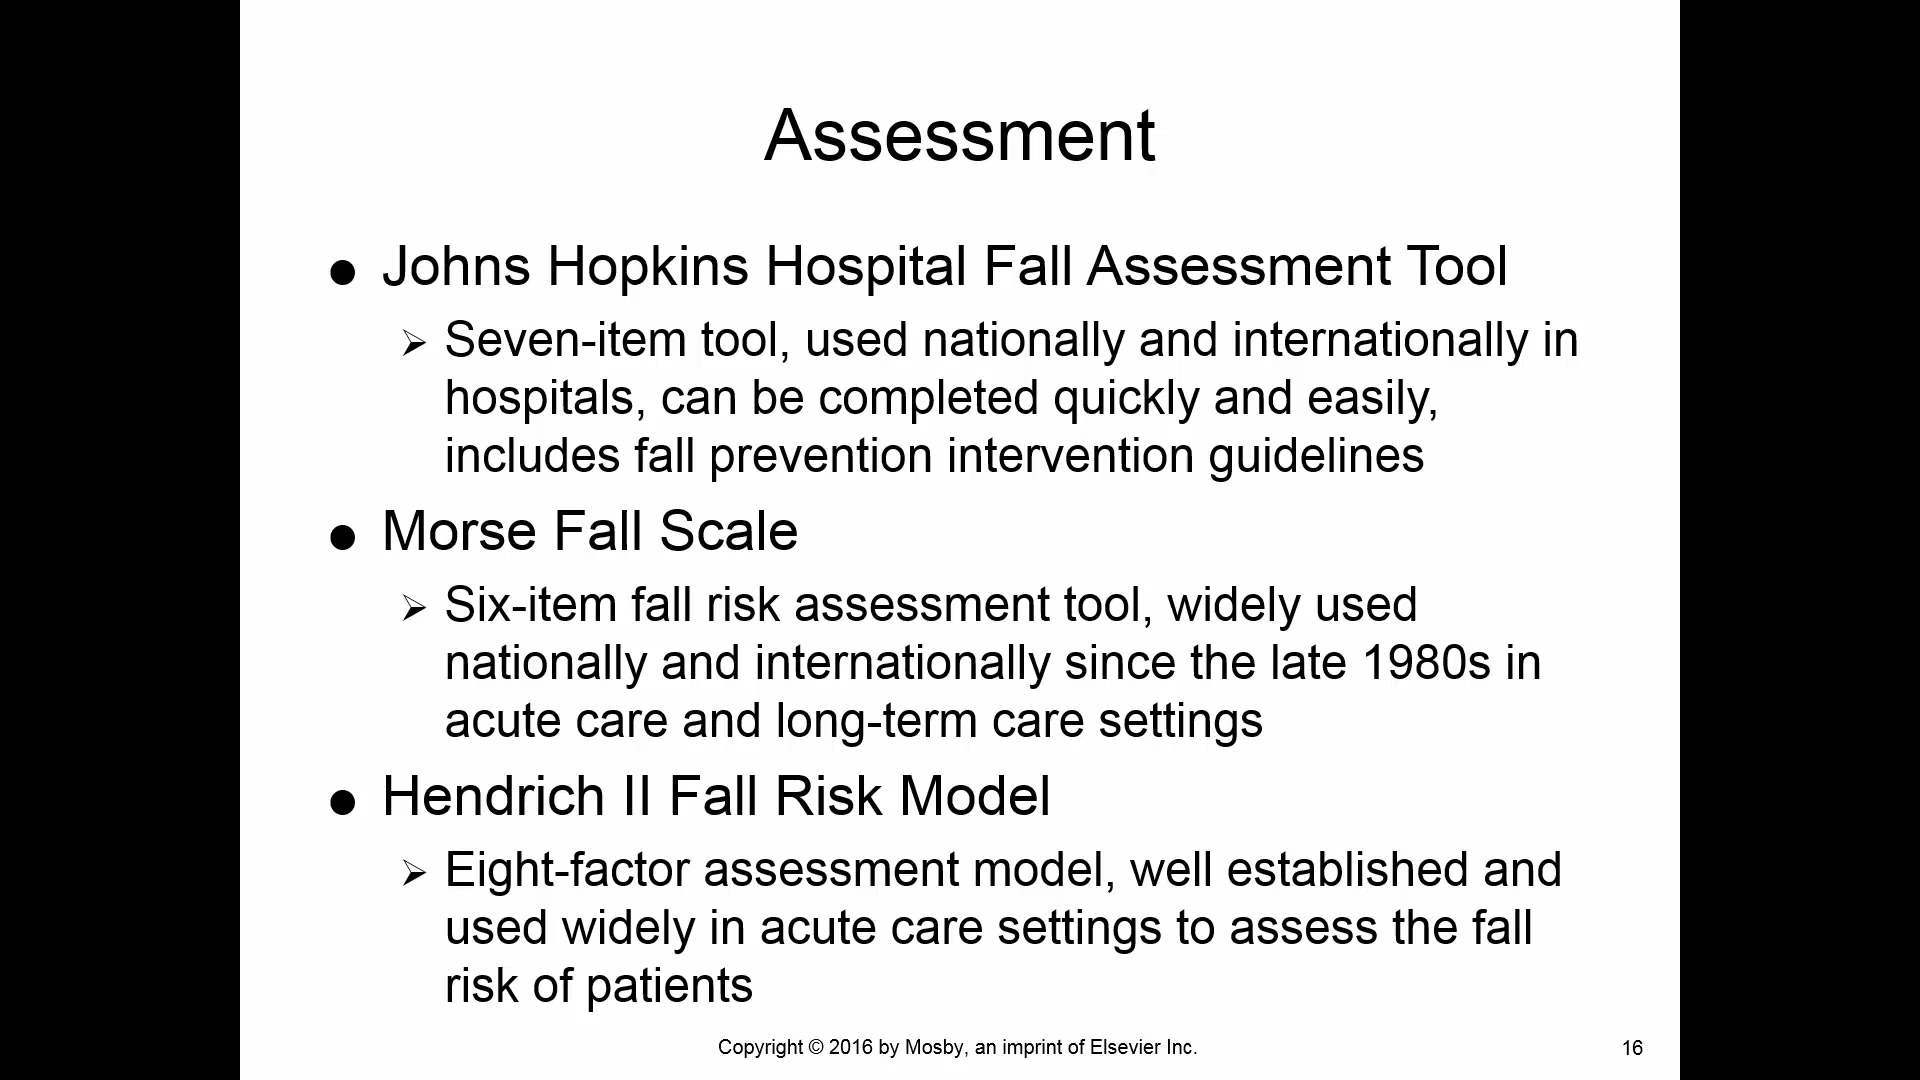 Assessment
● Johns Hopkins Hospital Fall Assessment Tool
➢ Seven-item tool, used nationally and internationally in
hospitals, can be completed quickly and easily,
includes fall prevention intervention guidelines
● Morse Fall Scale
➢ Six-item fall risk assessment tool, widely used
nationally and internationally since the late 1980s in
acute care and long-term care settings
● Hendrich II Fall Risk Model
➢ Eight-factor assessment model, well established and
used widely in acute care settings to assess the fall
risk of patients
Copyright © 2016 by Mosby, an imprint of Elsevier Inc.
16